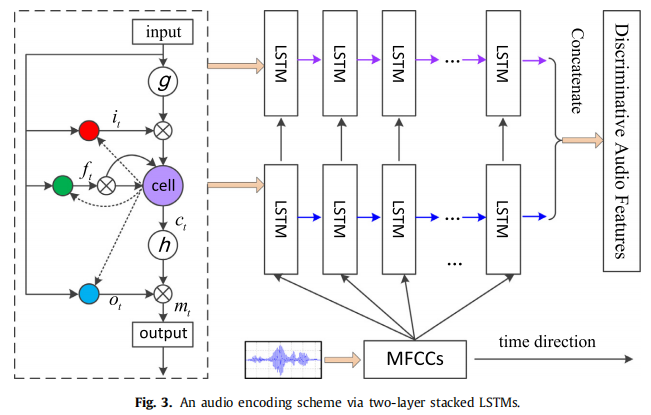 input
g
i_t
f_t
cell
c_t
h
o_t
m_t
output
LSTM
LSTM
LSTM
...
LSTM
LSTM
LSTM
LSTM
...
LSTM
...
Concatenate
Discriminative Audio Features
MFCCs
time direction
Fig. 3. An audio encoding scheme via two-layer stacked LSTMs.